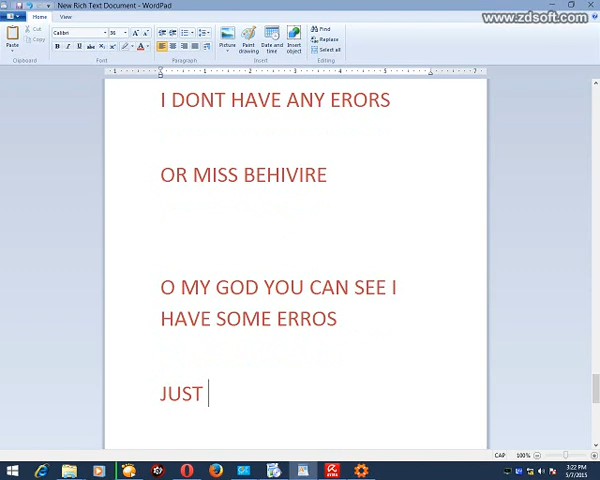 New Rich Text Document - WordPad
www.zdsoft.com
Home
View
Cut
Copy
Paste
Clipboard
Calibri
36
Font
Paragraph
Picture
Paint drawing
Date and time
Insert object
Insert
Find
Replace
Select all
Editing
I DONT HAVE ANY ERORS
OR MISS BEHIVIRE
O MY GOD YOU CAN SEE I
HAVE SOME ERROS
JUST
CAP
100%
3:22 PM
5/7/2015